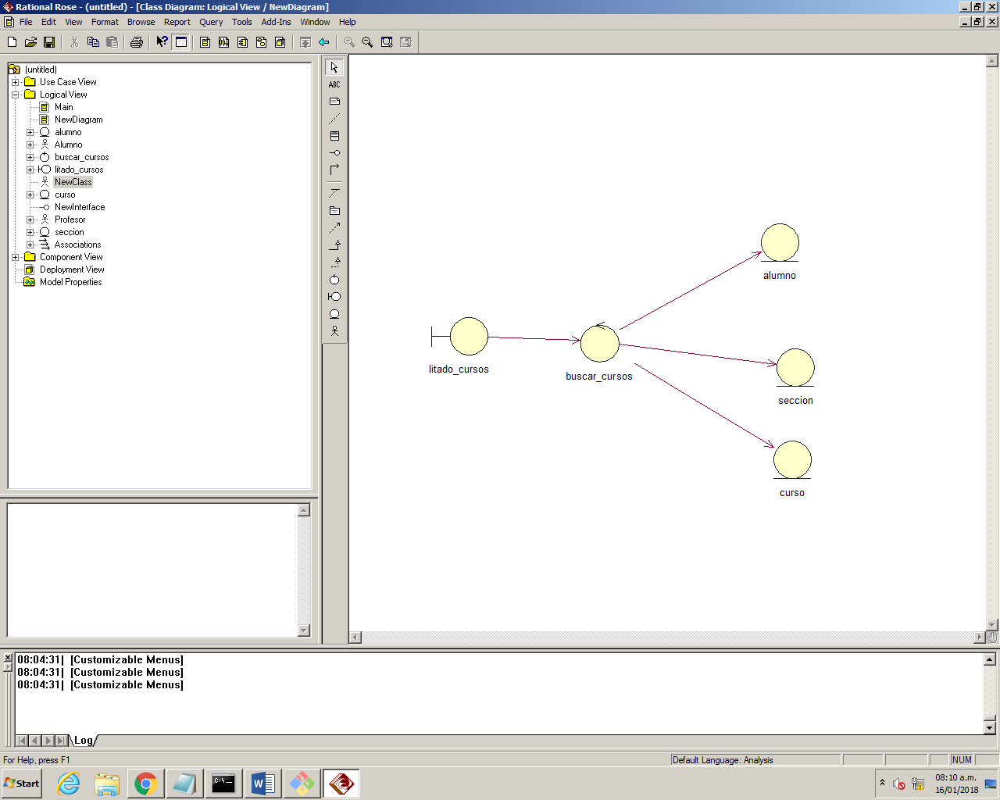 Rational Rose - (untitled) - [Class Diagram: Logical View / NewDiagram]
File Edit View Format Browse Report Query Tools Add-Ins Window Help
(untitled)
Use Case View
Logical View
Main
NewDiagram
alumno
Alumno
buscar_cursos
litado_cursos
NewClass
curso
NewInterface
Profesor
seccion
Associations
Component View
Deployment View
Model Properties
ABC
alumno
litado_cursos
buscar_cursos
seccion
curso
08:04:31| [Customizable Menus]
08:04:31| [Customizable Menus]
08:04:31| [Customizable Menus]
Log
For Help, press F1
Default Language: Analysis
NUM
Start
C:\.
08:10 a.m.
16/01/2018